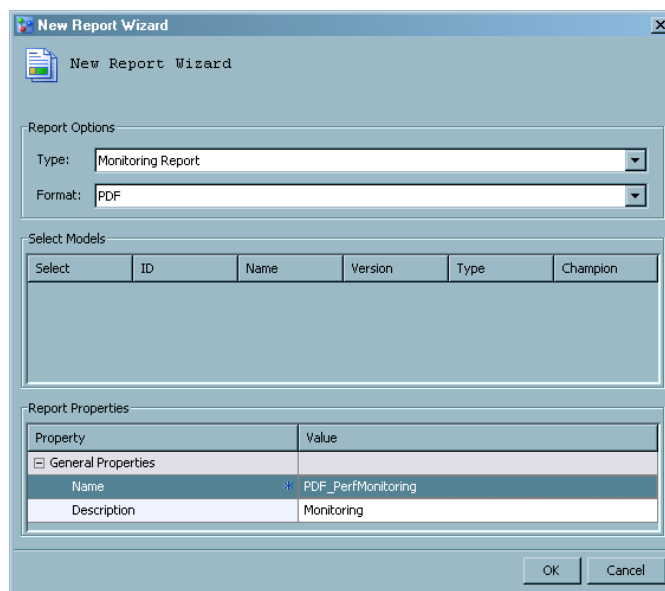 New Report Wizard
New Report Wizard
Report Options
Type: Monitoring Report
Format: PDF
Select Models
Select ID Name Version Type Champion
Report Properties
Property Value
General Properties
Name * PDF_PerfMonitoring
Description Monitoring
OK Cancel